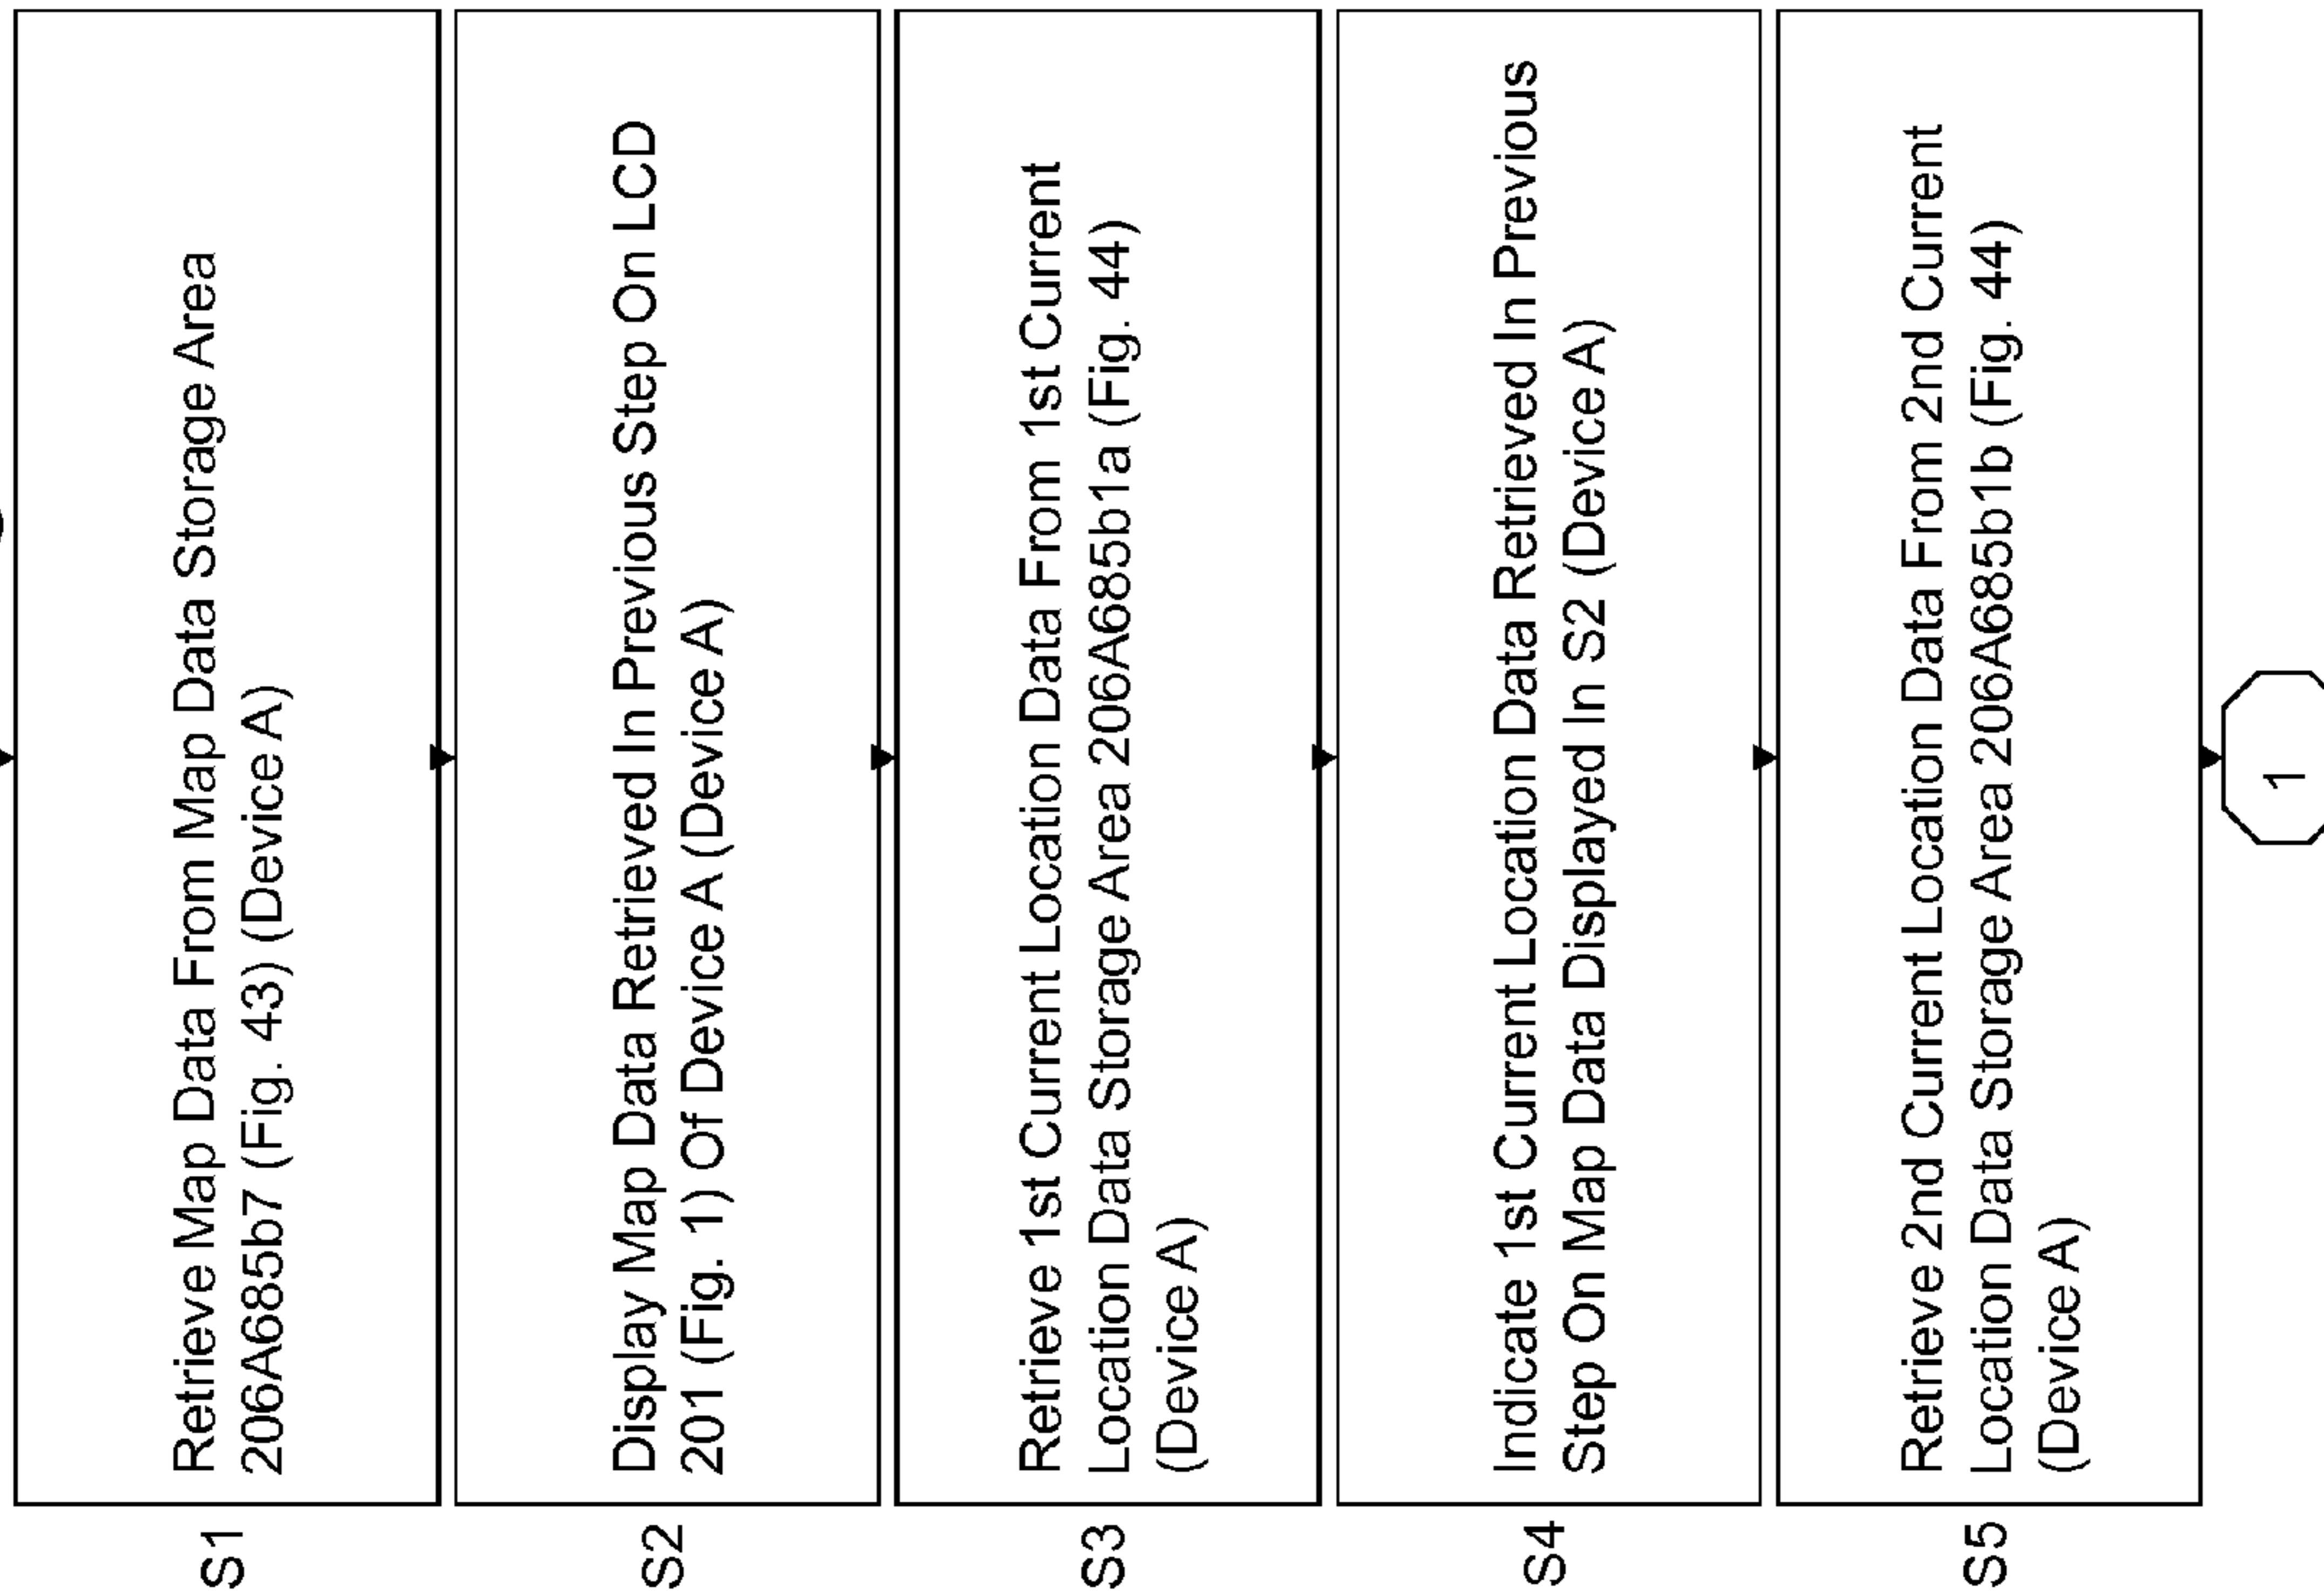 S1
Retrieve Map Data From Map Data Storage Area
206A685b7 (Fig. 43) (Device A)
S2
Display Map Data Retrieved In Previous Step On LCD
201 (Fig. 1) Of Device A (Device A)
S3
Retrieve 1st Current Location Data From 1st Current
Location Data Storage Area 206A685b1a (Fig. 44)
(Device A)
S4
Indicate 1st Current Location Data Retrieved In Previous
Step On Map Data Displayed In S2 (Device A)
S5
Retrieve 2nd Current Location Data From 2nd Current
Location Data Storage Area 206A685b1b (Fig. 44)
(Device A)
1